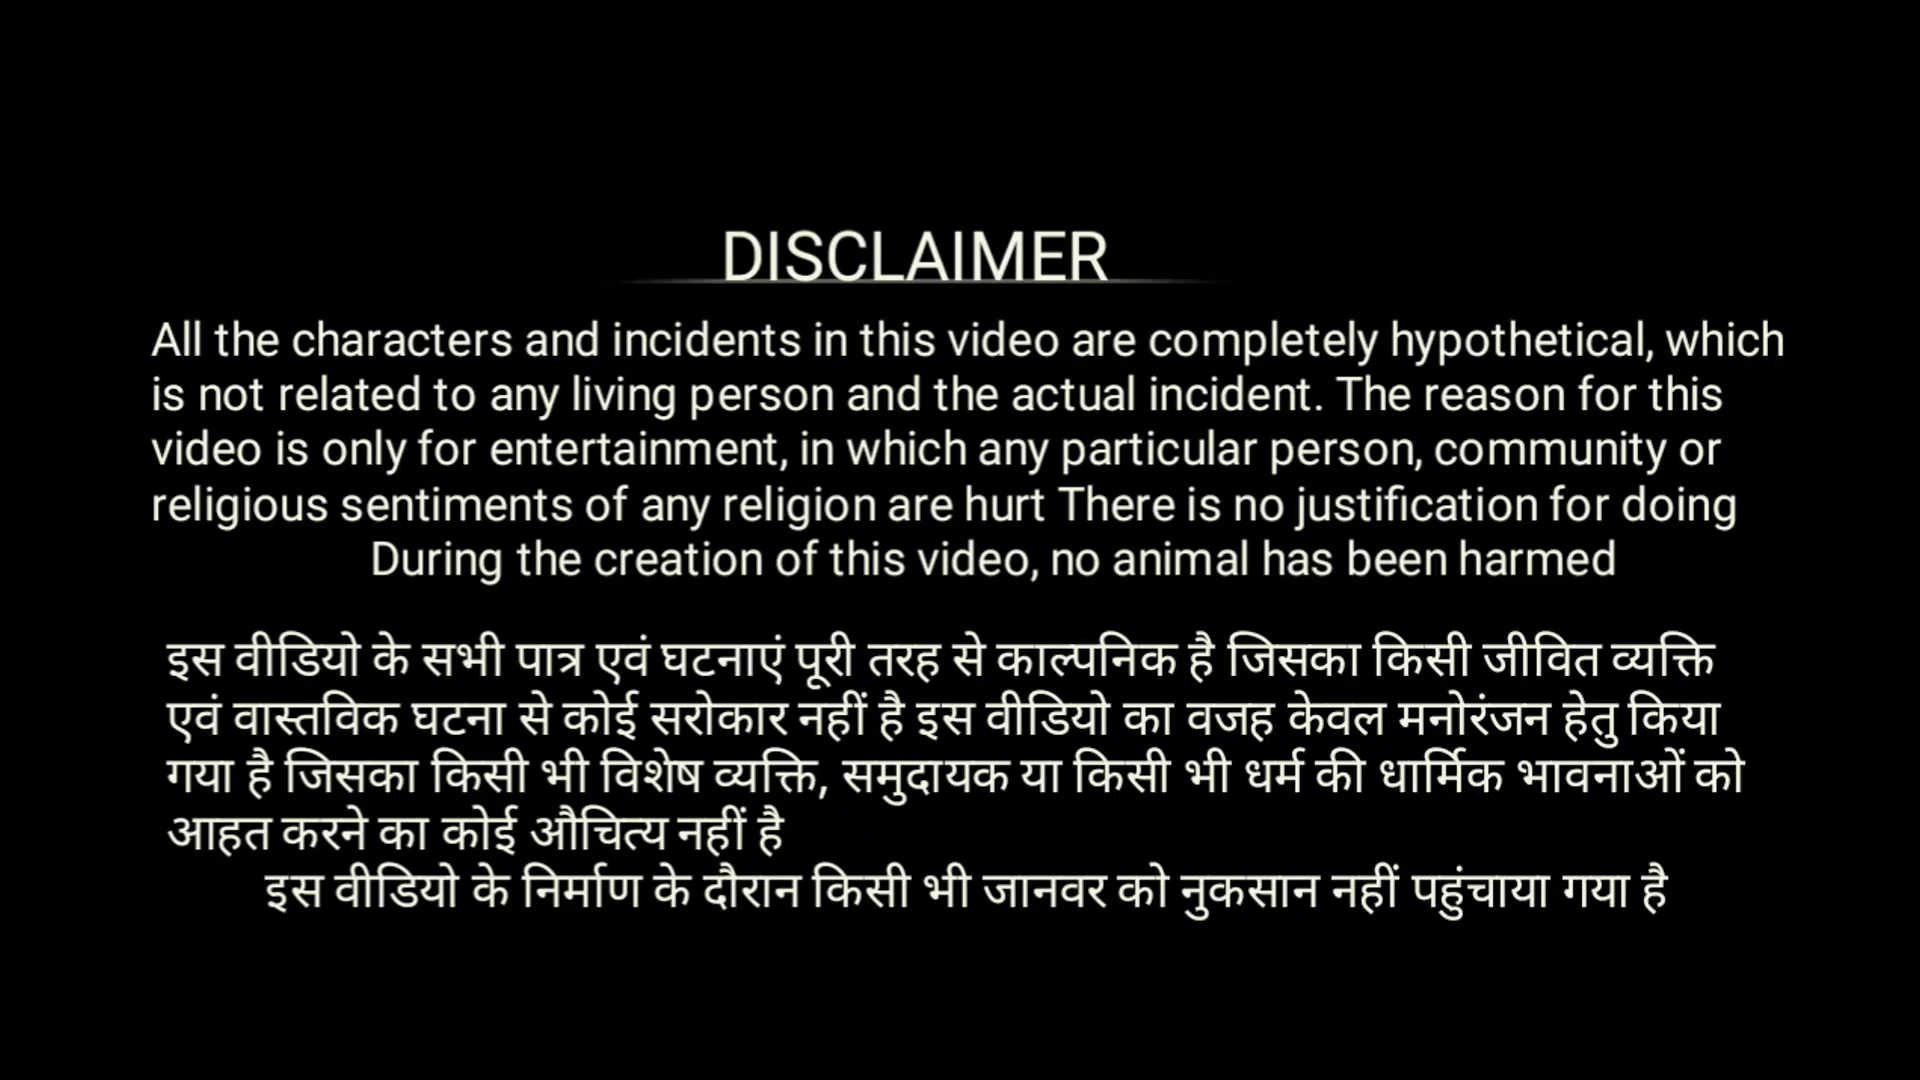 DISCLAIMER
All the characters and incidents in this video are completely hypothetical, which
is not related to any living person and the actual incident. The reason for this
video is only for entertainment, in which any particular person, community or
religious sentiments of any religion are hurt There is no justification for doing
During the creation of this video, no animal has been harmed
इस वीडियो के सभी पात्र एवं घटनाएं पूरी तरह से काल्पनिक है जिसका किसी जीवित व्यक्ति
एवं वास्तविक घटना से कोई सरोकार नहीं है इस वीडियो का वजह केवल मनोरंजन हेतु किया
गया है जिसका किसी भी विशेष व्यक्ति, समुदायक या किसी भी धर्म की धार्मिक भावनाओं को
आहत करने का कोई औचित्य नहीं है
इस वीडियो के निर्माण के दौरान किसी भी जानवर को नुकसान नहीं पहुंचाया गया है